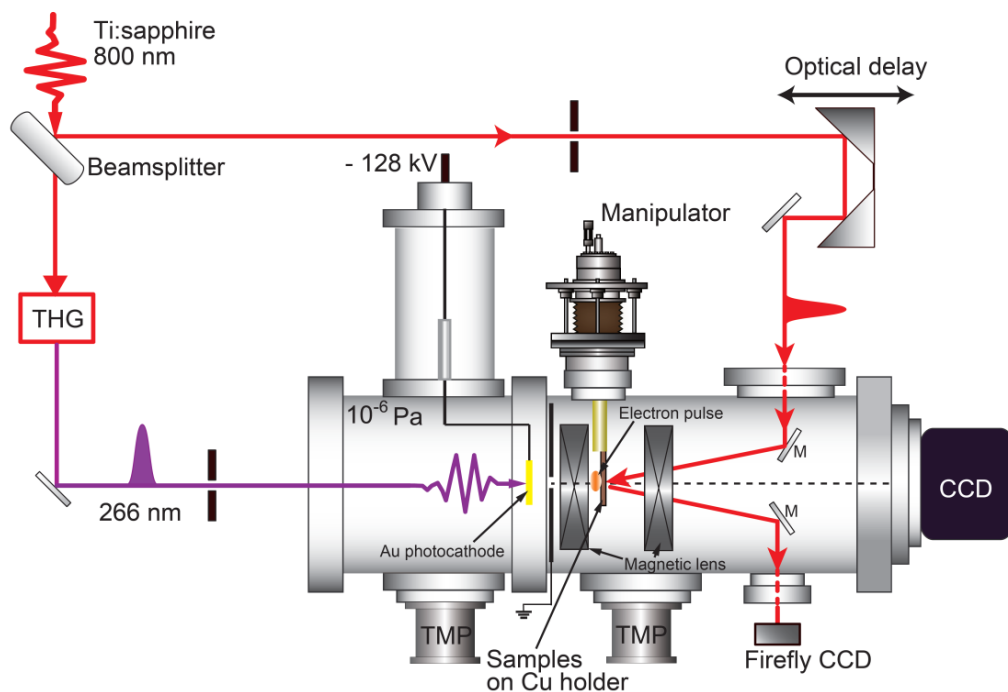 Ti:sapphire
800 nm
Optical delay
Beamsplitter
- 128 kV
Manipulator
THG
10⁻⁶ Pa
Electron pulse
M
CCD
266 nm
M
Au photocathode
Magnetic lens
TMP
TMP
Samples
on Cu holder
Firefly CCD